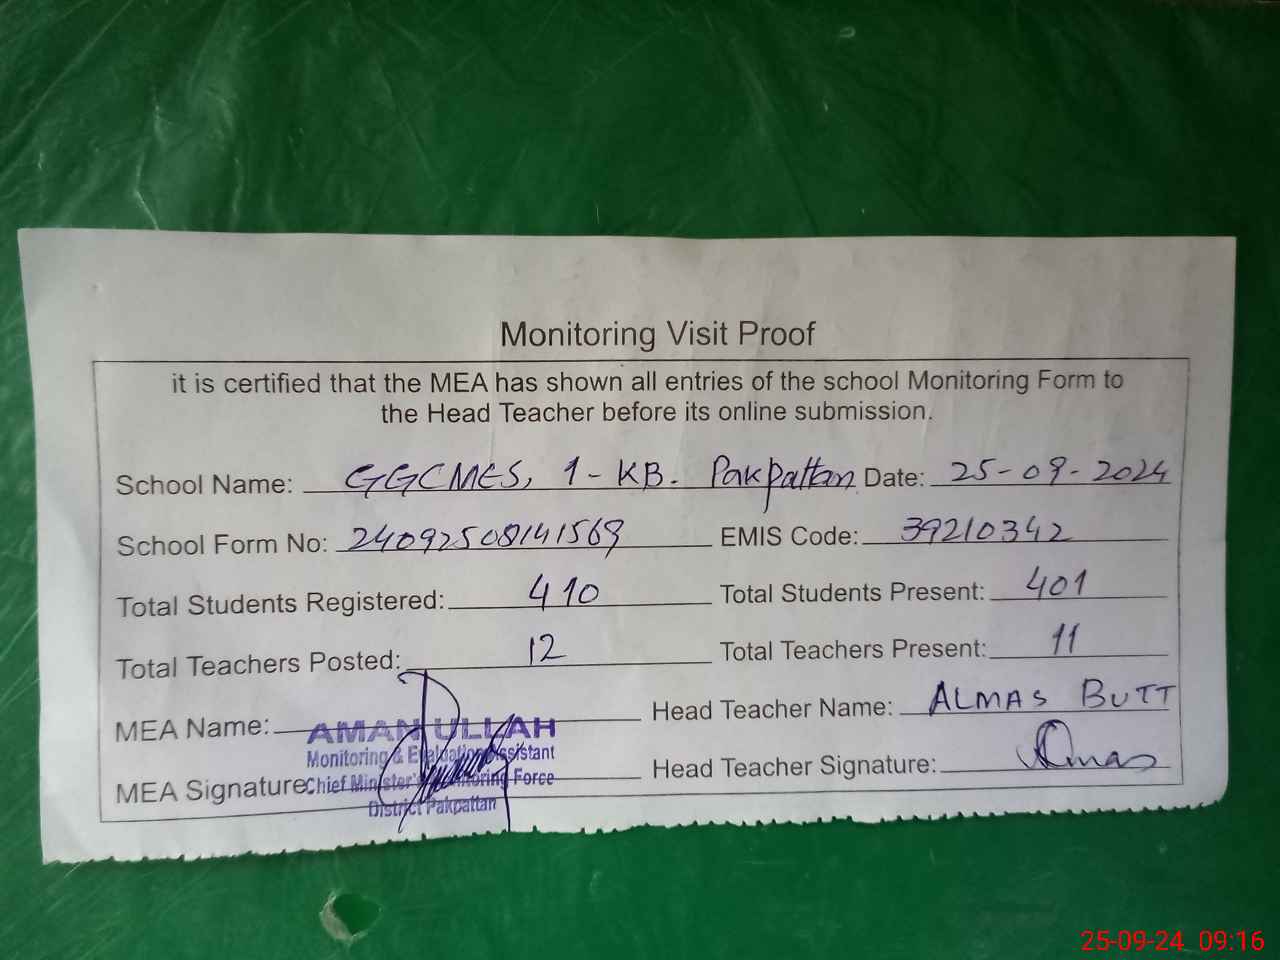 Monitoring Visit Proof
it is certified that the MEA has shown all entries of the school Monitoring Form to
the Head Teacher before its online submission.
School Name: GGCMES, 1-KB. Pakpattan Date: 25-09-2024
School Form No: 24092508141569 EMIS Code: 39210342
Total Students Registered: 410 Total Students Present: 401
Total Teachers Posted: 12 Total Teachers Present: 11
MEA Name: AMAN ULLAH Head Teacher Name: ALMAS BUTT
Monitoring & Evaluation Assistant
MEA Signature: Chief Minister's Monitoring Force Head Teacher Signature: Almas
District Pakpattan
25-09-24 09:16